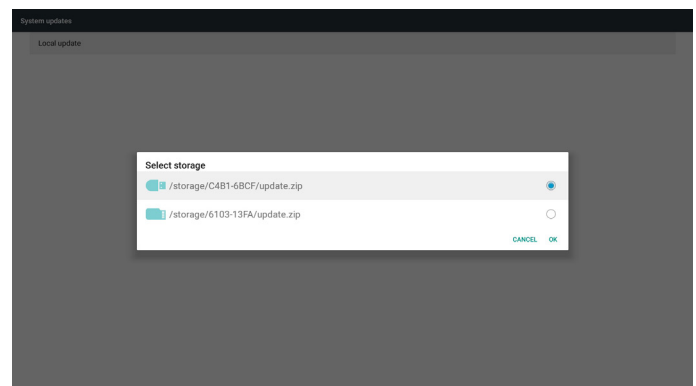 System updates
Local update
Select storage
/storage/C4B1-6BCF/update.zip
/storage/6103-13FA/update.zip
CANCEL OK